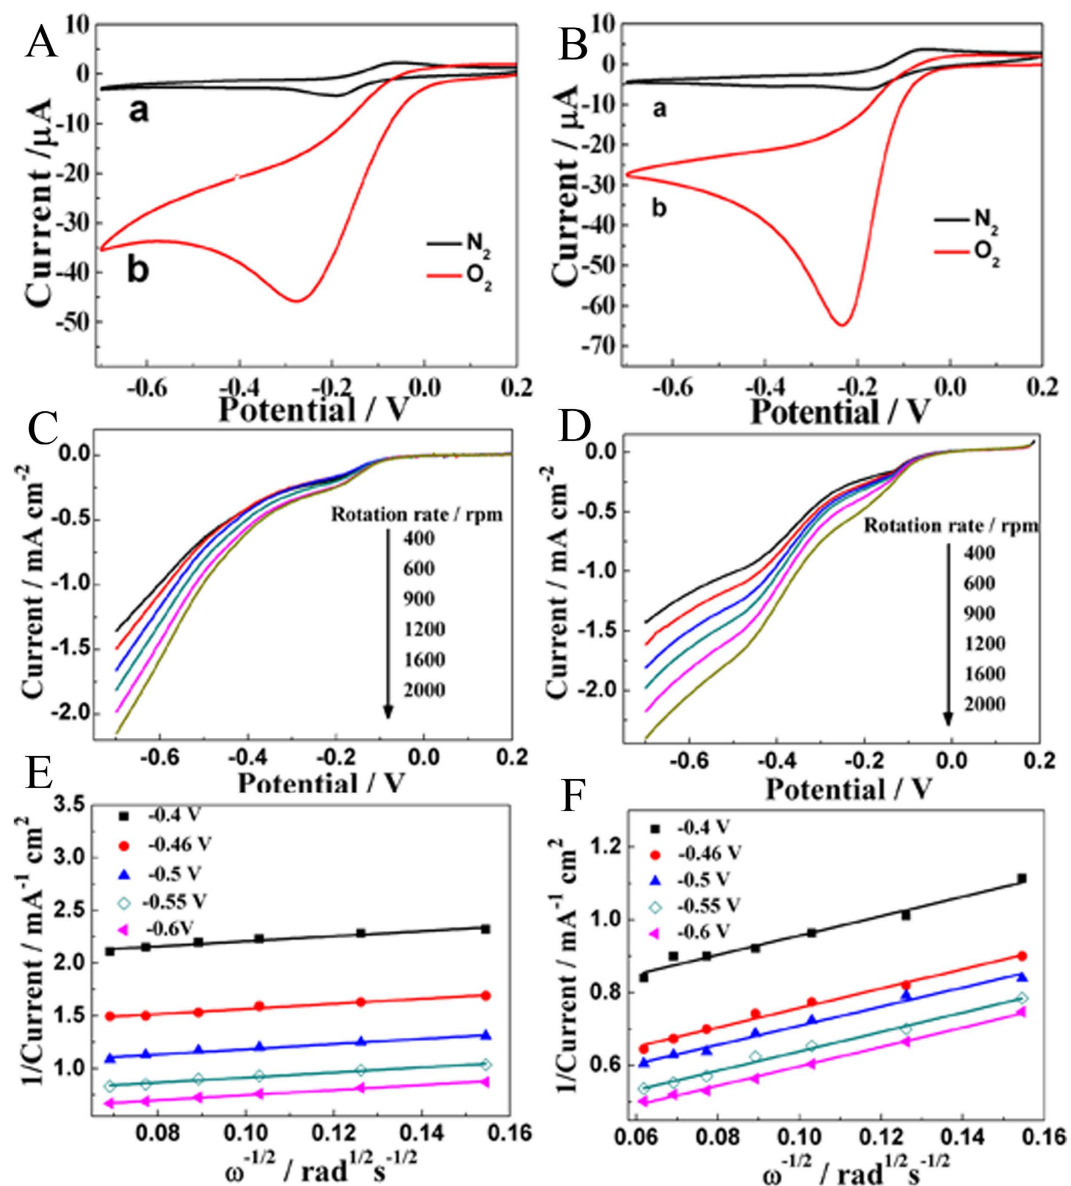 A
10
0
-10
-20
-30
-40
-50
Current /μA
a
b
N2
O2
-0.6
-0.4
-0.2
0.0
0.2
Potential / V
B
10
0
-10
-20
-30
-40
-50
-60
-70
Current / μA
a
b
N2
O2
-0.6
-0.4
-0.2
0.0
0.2
Potential / V
C
0.0
-0.5
-1.0
-1.5
-2.0
Current / mA cm-2
Rotation rate / rpm
400
600
900
1200
1600
2000
-0.6
-0.4
-0.2
0.0
0.2
Potential / V
D
0.0
-0.5
-1.0
-1.5
-2.0
Current / mA cm-2
Rotation rate / rpm
400
600
900
1200
1600
2000
-0.6
-0.4
-0.2
0.0
0.2
Potential / V
E
3.5
3.0
2.5
2.0
1.5
1.0
1/Current / mA-1 cm2
-0.4 V
-0.46 V
-0.5 V
-0.55 V
-0.6V
0.08
0.10
0.12
0.14
0.16
ω-1/2 / rad1/2s-1/2
F
1.2
1.0
0.8
0.6
1/Current / mA-1 cm2
-0.4 V
-0.46 V
-0.5 V
-0.55 V
-0.6 V
0.06
0.08
0.10
0.12
0.14
0.16
ω-1/2 / rad1/2s-1/2